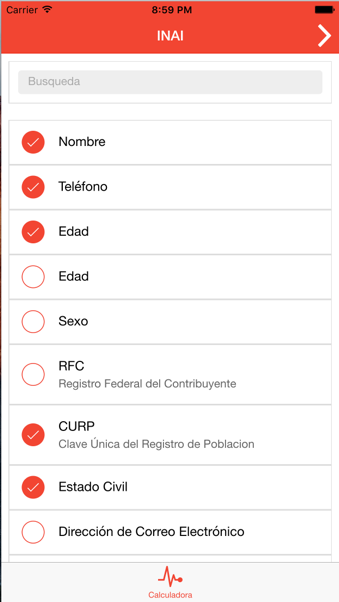 Carrier 8:59 PM
INAI
Busqueda
Nombre
Teléfono
Edad
Edad
Sexo
RFC
Registro Federal del Contribuyente
CURP
Clave Única del Registro de Poblacion
Estado Civil
Dirección de Correo Electrónico
Calculadora